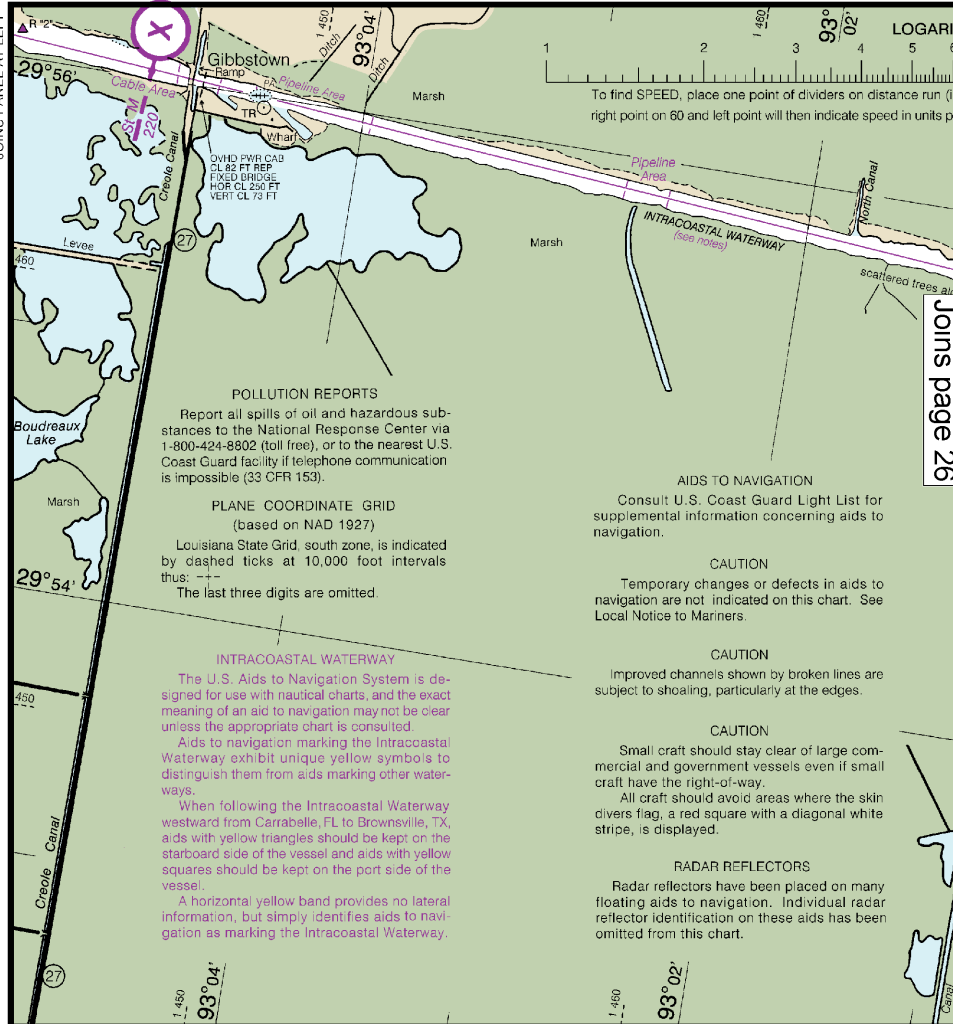 R "2"
29°56'
Cable Area
St M
220
Gibbstown
Ramp
Pipeline Area
TR
Wharf
Ditch
1 450
93°04'
Ditch
Marsh
1 460
93°
02'
LOGARI
1 2 3 4 5 6
To find SPEED, place one point of dividers on distance run (i
right point on 60 and left point will then indicate speed in units p
OVHD PWR CAB
CL 82 FT REP
FIXED BRIDGE
HOR CL 250 FT
VERT CL 73 FT
Creole Canal
27
Levee
460
Marsh
Pipeline
Area
INTRACOASTAL WATERWAY
(see notes)
North Canal
scattered trees alo
Joins page 26
Boudreaux
Lake
Marsh
29°54'
450
Creole Canal
27
POLLUTION REPORTS
Report all spills of oil and hazardous sub-
stances to the National Response Center via
1-800-424-8802 (toll free), or to the nearest U.S.
Coast Guard facility if telephone communication
is impossible (33 CFR 153).
PLANE COORDINATE GRID
(based on NAD 1927)
Louisiana State Grid, south zone, is indicated
by dashed ticks at 10,000 foot intervals
thus:
The last three digits are omitted.
INTRACOASTAL WATERWAY
The U.S. Aids to Navigation System is de-
signed for use with nautical charts, and the exact
meaning of an aid to navigation may not be clear
unless the appropriate chart is consulted.
Aids to navigation marking the Intracoastal
Waterway exhibit unique yellow symbols to
distinguish them from aids marking other water-
ways.
When following the Intracoastal Waterway
westward from Carrabelle, FL to Brownsville, TX,
aids with yellow triangles should be kept on the
starboard side of the vessel and aids with yellow
squares should be kept on the port side of the
vessel.
A horizontal yellow band provides no lateral
information, but simply identifies aids to navi-
gation as marking the Intracoastal Waterway.
AIDS TO NAVIGATION
Consult U.S. Coast Guard Light List for
supplemental information concerning aids to
navigation.
CAUTION
Temporary changes or defects in aids to
navigation are not indicated on this chart. See
Local Notice to Mariners.
CAUTION
Improved channels shown by broken lines are
subject to shoaling, particularly at the edges.
CAUTION
Small craft should stay clear of large com-
mercial and government vessels even if small
craft have the right-of-way.
All craft should avoid areas where the skin
divers flag, a red square with a diagonal white
stripe, is displayed.
RADAR REFLECTORS
Radar reflectors have been placed on many
floating aids to navigation. Individual radar
reflector identification on these aids has been
omitted from this chart.
1 450
93°04'
1 460
93°02'
Canal